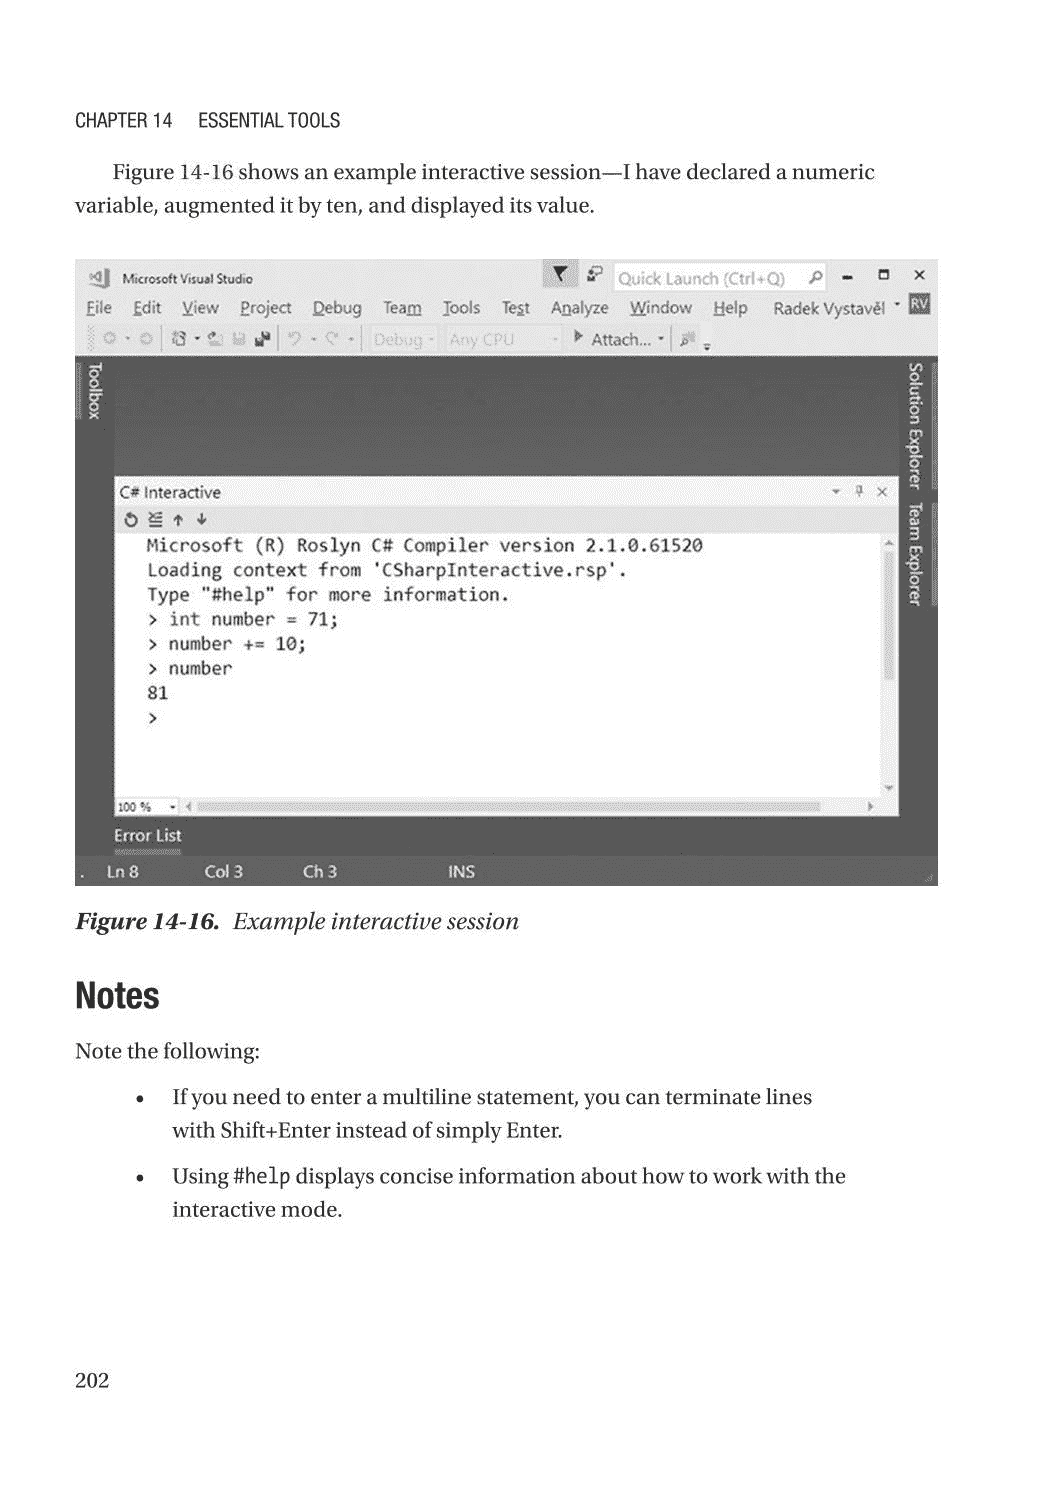 CHAPTER 14 ESSENTIAL TOOLS
Figure 14-16 shows an example interactive session—I have declared a numeric
variable, augmented it by ten, and displayed its value.
Microsoft Visual Studio
Quick Launch (Ctrl+Q)
File Edit View Project Debug Team Tools Test Analyze Window Help Radek Vystavěl RV
Debug Any CPU Attach...
Toolbox
Solution Explorer
Team Explorer
C# Interactive
Microsoft (R) Roslyn C# Compiler version 2.1.0.61520
Loading context from 'CSharpInteractive.rsp'.
Type "#help" for more information.
> int number = 71;
> number += 10;
> number
81
>
100 %
Error List
Ln 8 Col 3 Ch 3 INS
Figure 14-16. Example interactive session
Notes
Note the following:
• If you need to enter a multiline statement, you can terminate lines
with Shift+Enter instead of simply Enter.
• Using #help displays concise information about how to work with the
interactive mode.
202